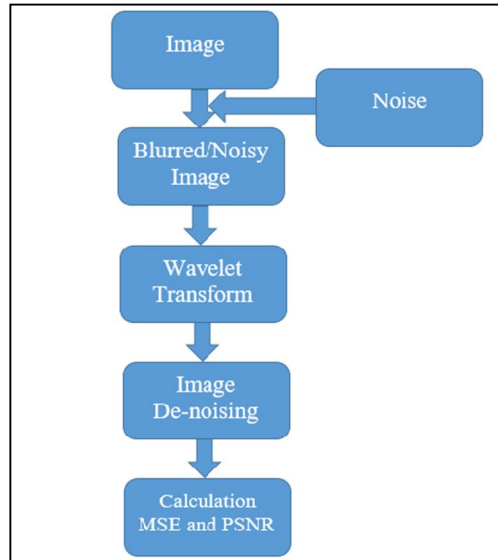 Image
Noise
Blurred/Noisy
Image
Wavelet
Transform
Image
De-noising
Calculation
MSE and PSNR